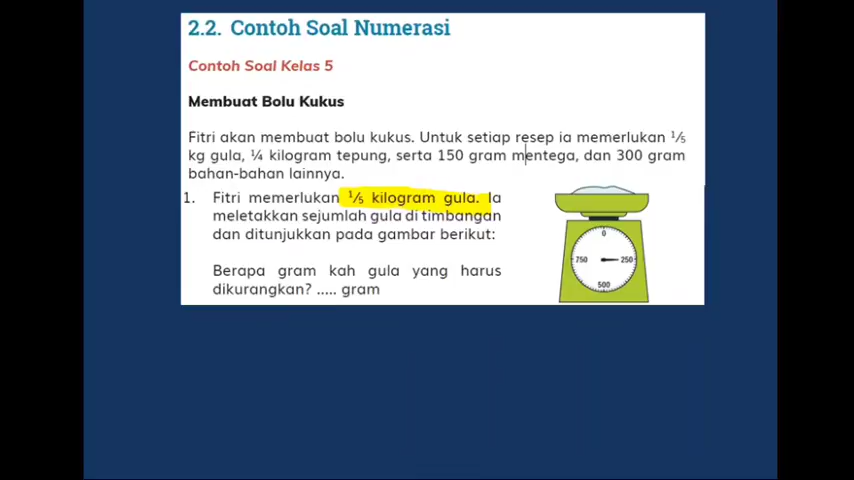 2.2. Contoh Soal Numerasi
Contoh Soal Kelas 5
Membuat Bolu Kukus
Fitri akan membuat bolu kukus. Untuk setiap resep ia memerlukan ⅕
kg gula, ¼ kilogram tepung, serta 150 gram mentega, dan 300 gram
bahan-bahan lainnya.
1. Fitri memerlukan ⅕ kilogram gula. Ia
meletakkan sejumlah gula di timbangan
dan ditunjukkan pada gambar berikut:
Berapa gram kah gula yang harus
dikurangkan? ..... gram
0
750
250
500